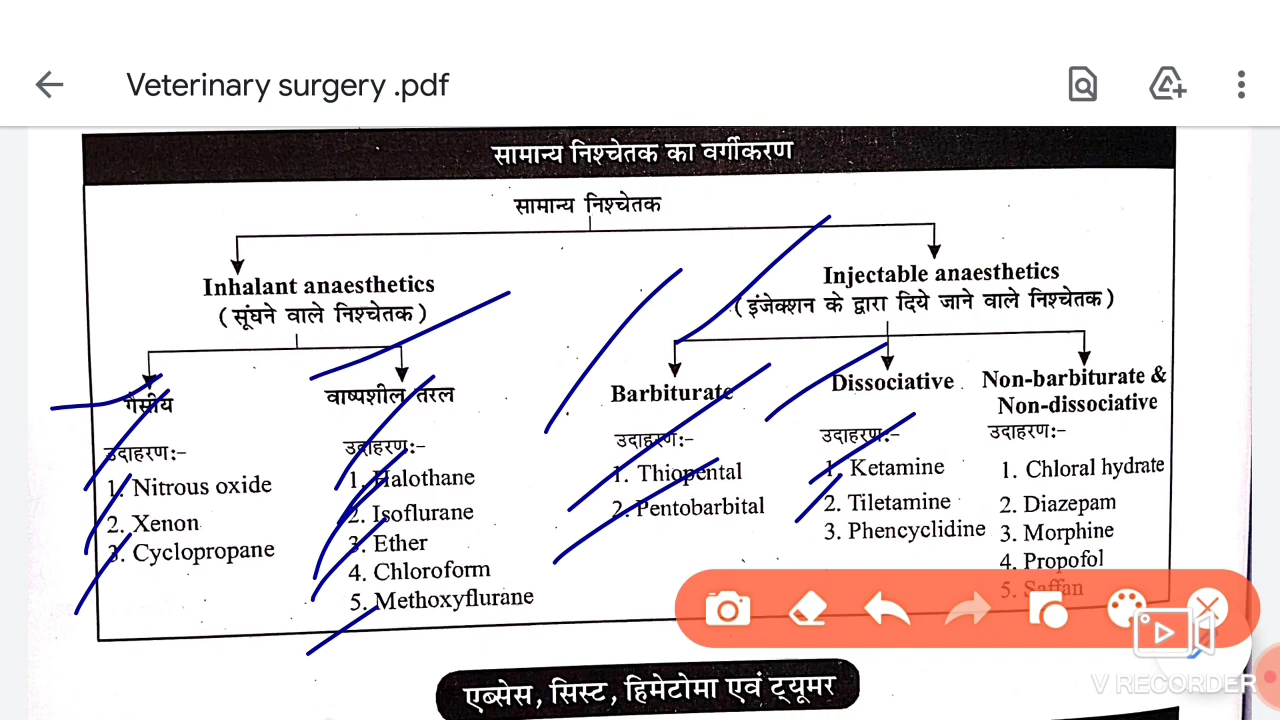 Veterinary surgery .pdf
सामान्य निश्चेतक का वर्गीकरण
सामान्य निश्चेतक
Inhalant anaesthetics
(सूंघने वाले निश्चेतक)
Injectable anaesthetics
(इंजेक्शन के द्वारा दिये जाने वाले निश्चेतक)
गैसीय
उदाहरण:-
1. Nitrous oxide
2. Xenon
3. Cyclopropane
वाष्पशील तरल
उदाहरण:-
1. Halothane
2. Isoflurane
3. Ether
4. Chloroform
5. Methoxyflurane
Barbiturate
उदाहरण:-
1. Thiopental
2. Pentobarbital
Dissociative
उदाहरण:-
1. Ketamine
2. Tiletamine
3. Phencyclidine
Non-barbiturate &
Non-dissociative
उदाहरण:-
1. Chloral hydrate
2. Diazepam
3. Morphine
4. Propofol
5. Saffan
एब्सेस, सिस्ट, हिमेटोमा एवं ट्यूमर
V RECORDER